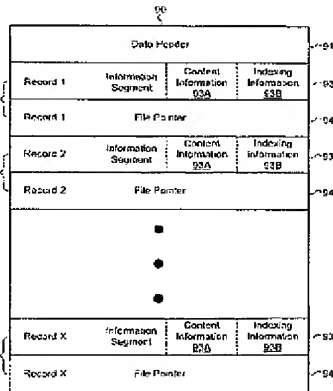 90
Data Header
91
Record 1 Information Segment Content Information 93A Indexing Information 93B
93
Record 1 File Pointer
94
Record 2 Information Segment Content Information 93A Indexing Information 93B
93
Record 2 File Pointer
94
Record X Information Segment Content Information 93A Indexing Information 93B
93
Record X File Pointer
94